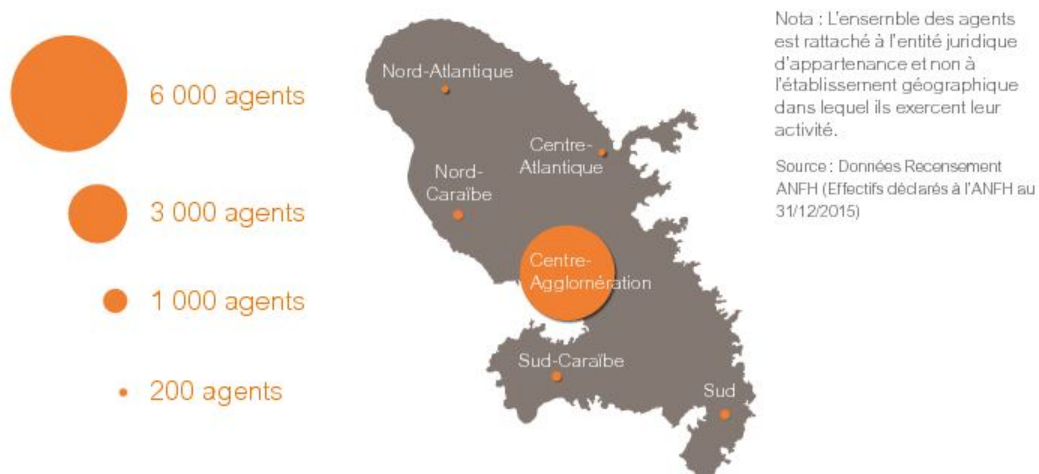 6 000 agents
3 000 agents
1 000 agents
200 agents
Nord-Atlantique
Centre-
Atlantique
Nord-
Caraïbe
Centre-
Agglomération
Sud-Caraïbe
Sud
Nota : L'ensemble des agents
est rattaché à l'entité juridique
d'appartenance et non à
l'établissement géographique
dans lequel ils exercent leur
activité.
Source : Données Recensement
ANFH (Effectifs déclarés à l'ANFH au
31/12/2015)